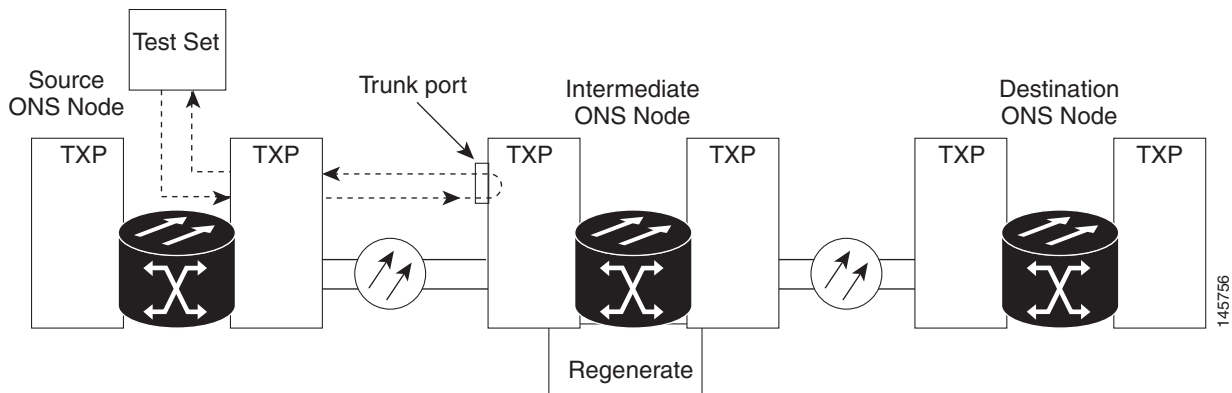 Test Set
Source
ONS Node
Trunk port
Intermediate
ONS Node
Destination
ONS Node
TXP
TXP
TXP
TXP
TXP
TXP
Regenerate
145756